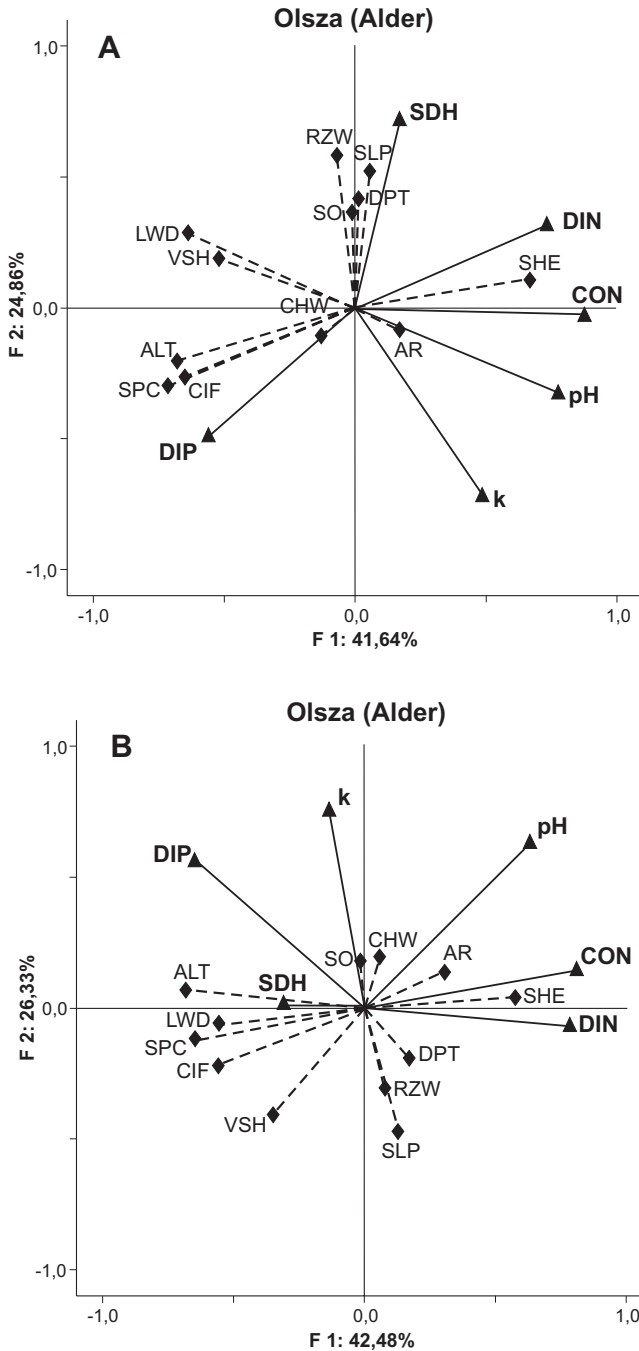 Olsza (Alder)
A
1,0
SDH
RZW
SLP
DPT
SO
LWD
DIN
VSH
SHE
CHW
CON
0,0
AR
ALT
SPC
CIF
pH
DIP
k
-1,0
-1,0
0,0
1,0
F 1: 41,64%
F 2: 24,86%
Olsza (Alder)
B
1,0
k
pH
DIP
CHW
SO
AR
CON
ALT
SDH
SHE
0,0
LWD
DIN
SPC
CIF
DPT
RZW
VSH
SLP
-1,0
-1,0
0,0
1,0
F 1: 42,48%
F 2: 26,33%